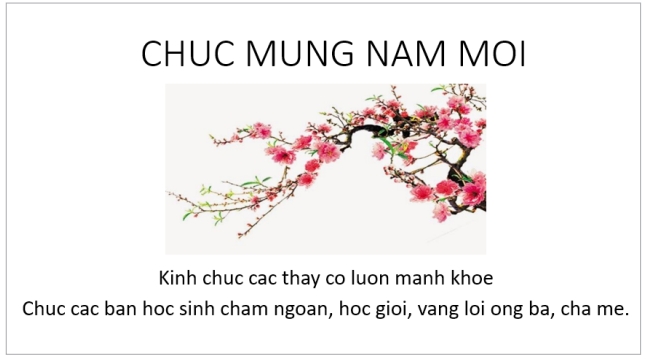 CHUC MUNG NAM MOI
Kinh chuc cac thay co luon manh khoe
Chuc cac ban hoc sinh cham ngoan, hoc gioi, vang loi ong ba, cha me.